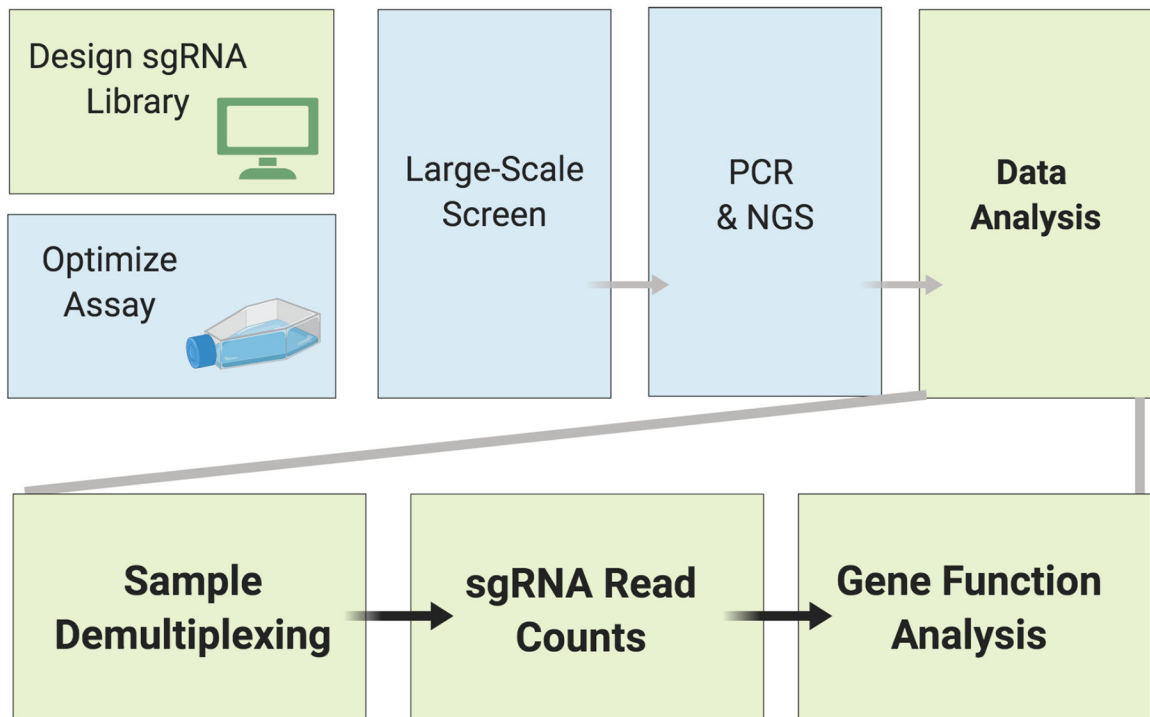 Design sgRNA
Library
Optimize
Assay
Large-Scale
Screen
PCR
& NGS
Data
Analysis
Sample
Demultiplexing
sgRNA Read
Counts
Gene Function
Analysis